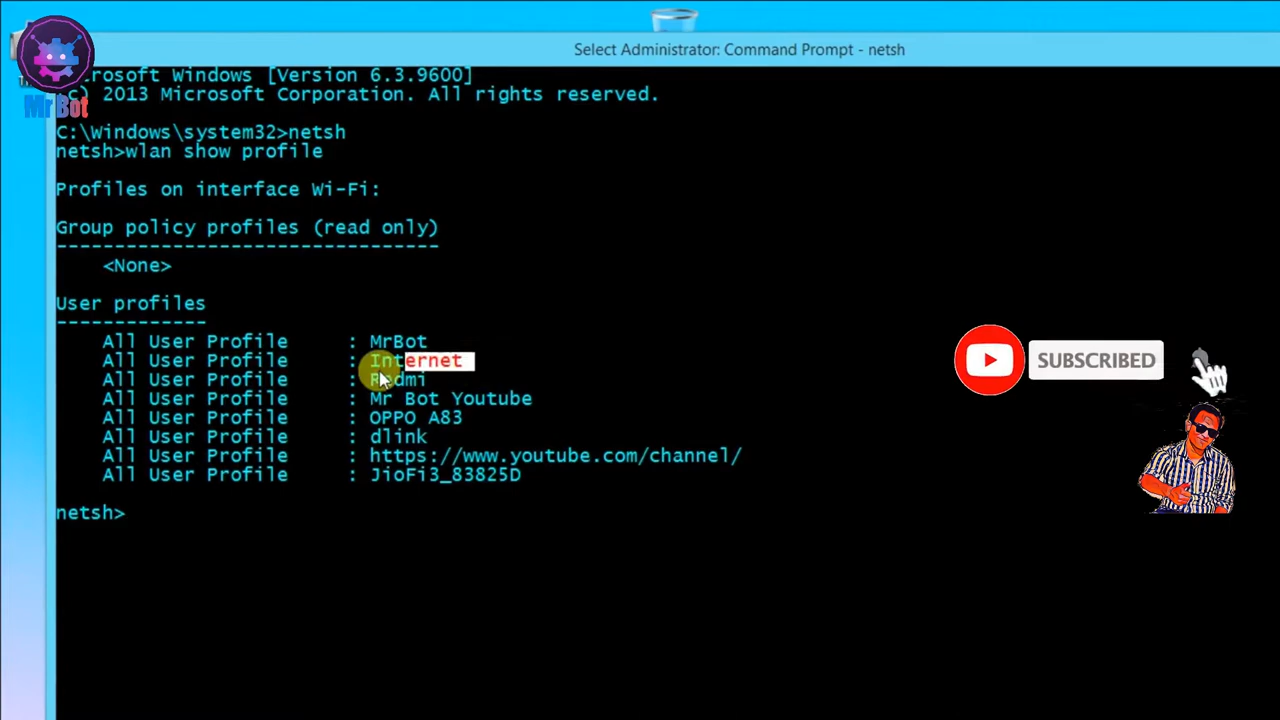 Select Administrator: Command Prompt - netsh
rosoft Windows [Version 6.3.9600]
c) 2013 Microsoft Corporation. All rights reserved.
Mr Bot
C:\Windows\system32>netsh
netsh>wlan show profile
Profiles on interface Wi-Fi:
Group policy profiles (read only)
---------------------------------
<None>
User profiles
-------------
All User Profile : MrBot
All User Profile : Internet
All User Profile : Redmi
All User Profile : Mr Bot Youtube
All User Profile : OPPO A83
All User Profile : dlink
All User Profile : https://www.youtube.com/channel/
All User Profile : JioFi3_83825D
netsh>
SUBSCRIBED